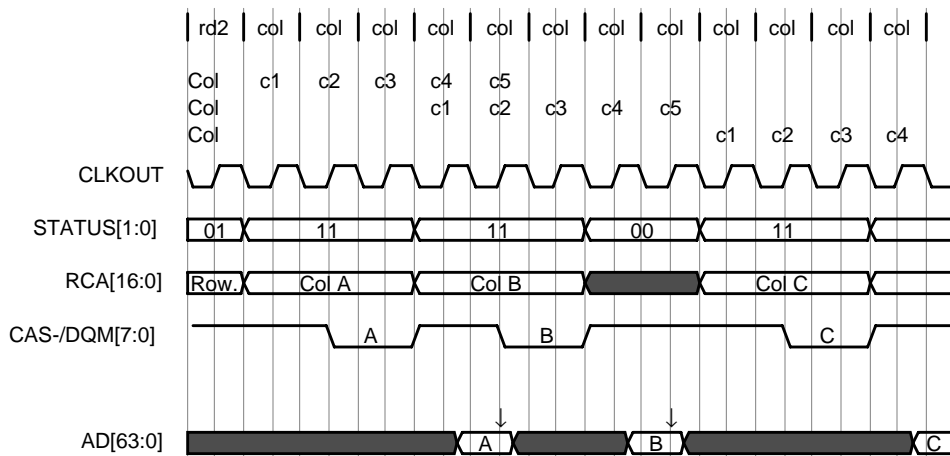 rd2 col col col col col col col col col col col col
Col c1 c2 c3 c4 c5
Col c1 c2 c3 c4 c5
Col c1 c2 c3 c4
CLKOUT
STATUS[1:0] 01 11 11 00 11
RCA[16:0] Row. Col A Col B Col C
CAS-/DQM[7:0] A B C
AD[63:0] A B C